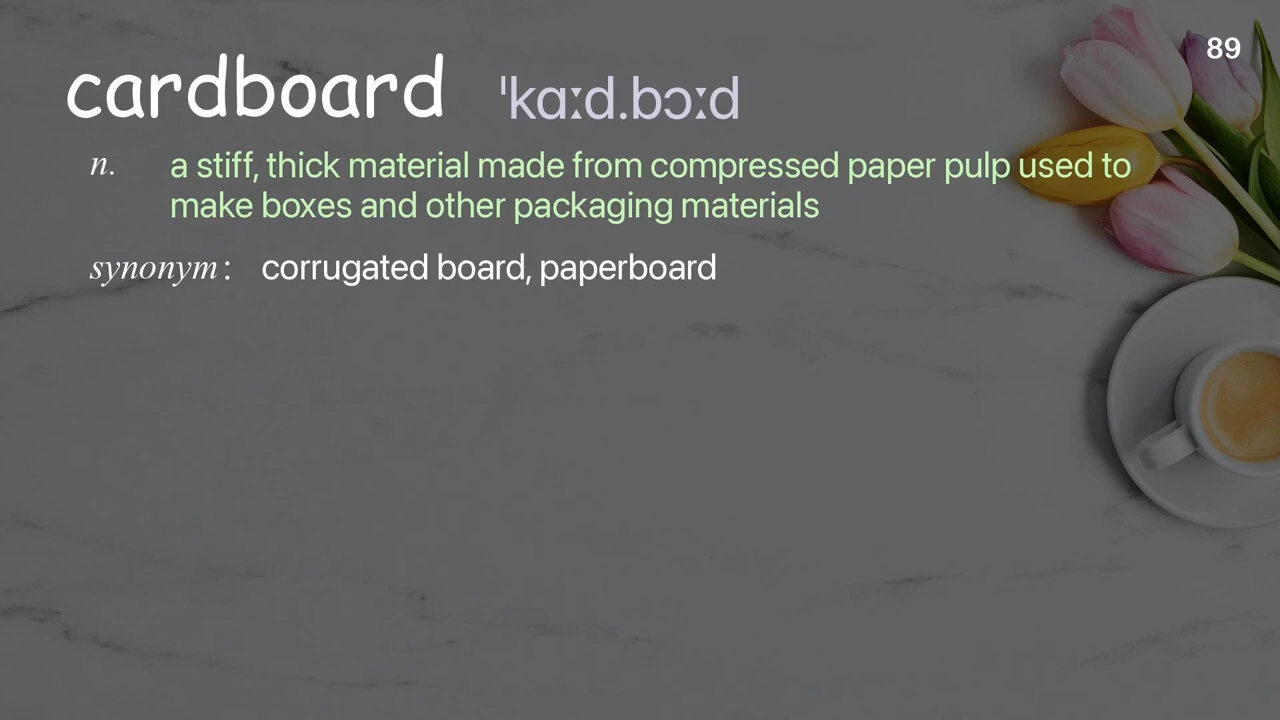 89
cardboard ˈkɑːd.bɔːd
n. a stiff, thick material made from compressed paper pulp used to
make boxes and other packaging materials
synonym: corrugated board, paperboard